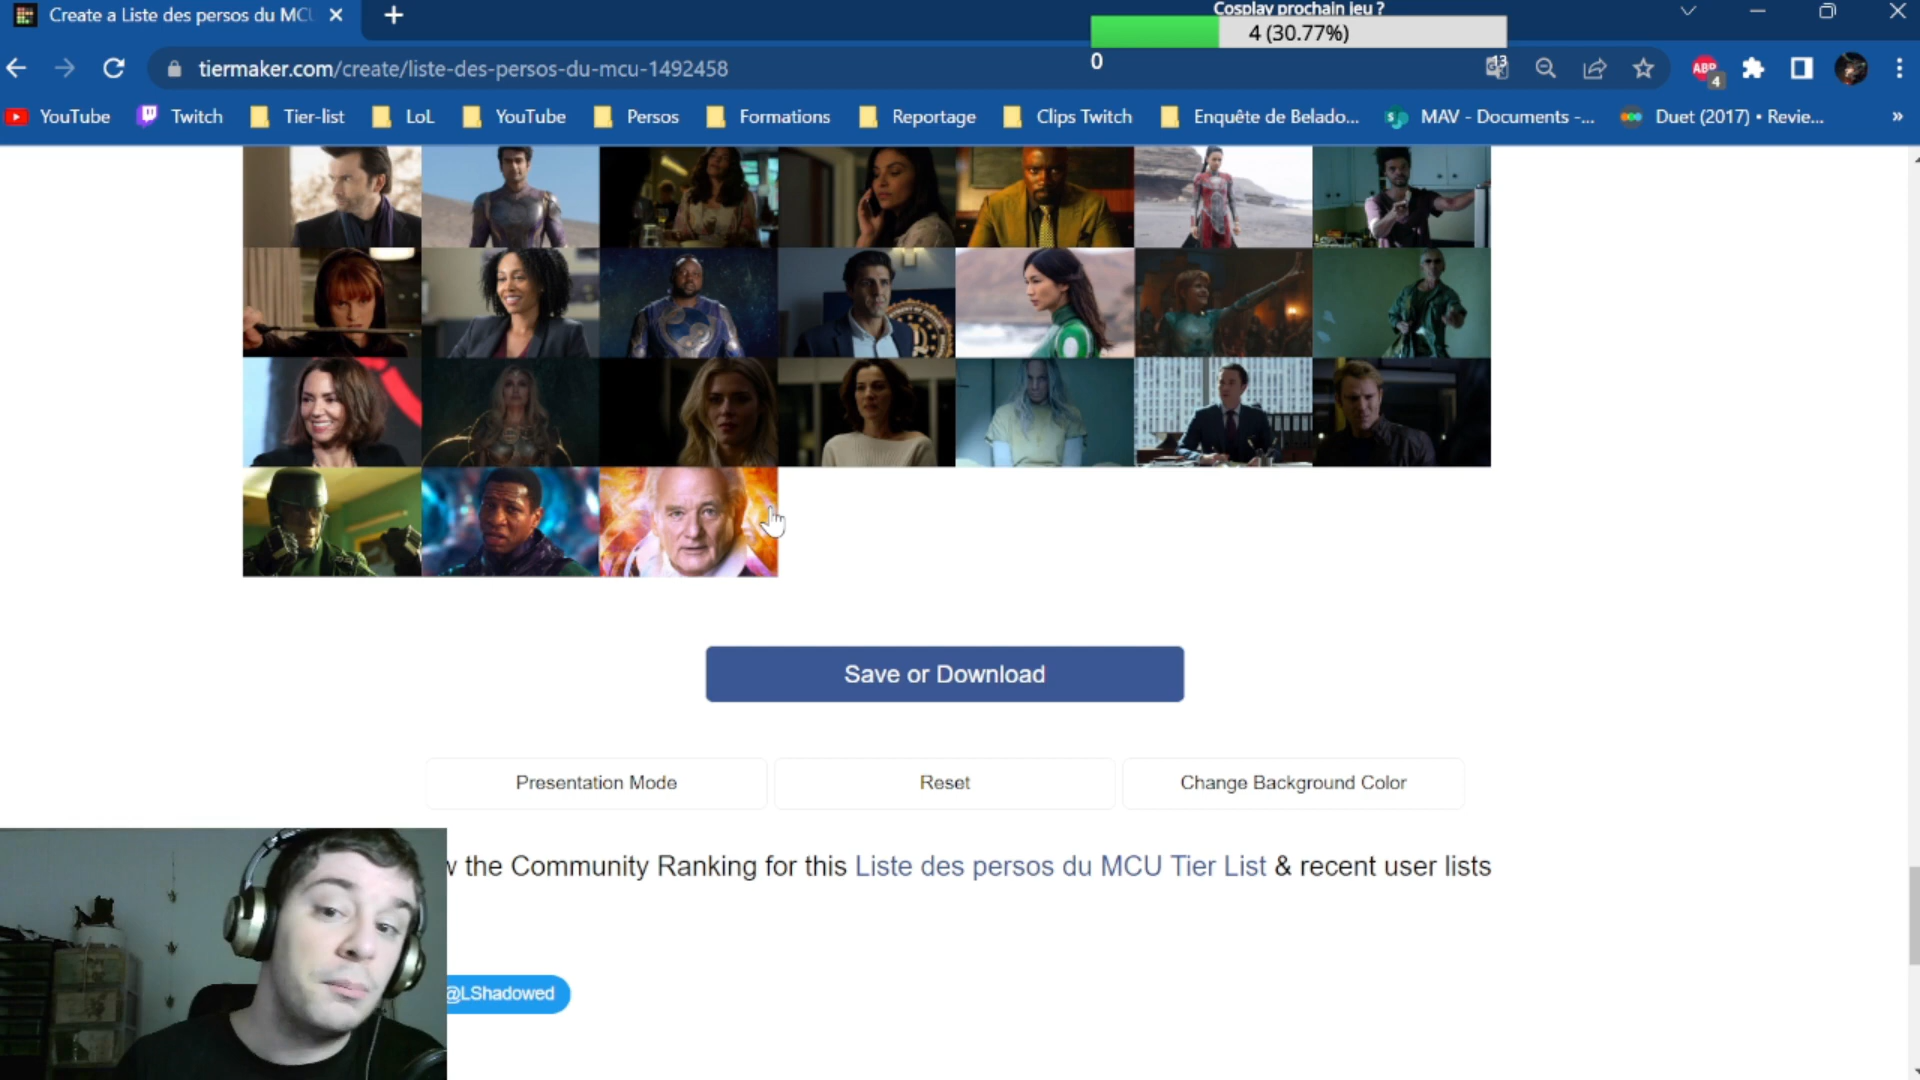 Create a Liste des persos du MCU
Cosplay prochain jeu ?
4 (30.77%)
0
tiermaker.com/create/liste-des-persos-du-mcu-1492458
13
ABP
4
YouTube
Twitch
Tier-list
LoL
YouTube
Persos
Formations
Reportage
Clips Twitch
Enquête de Belado...
MAV - Documents -...
Duet (2017) • Revie...
»
Save or Download
Presentation Mode
Reset
Change Background Color
w the Community Ranking for this Liste des persos du MCU Tier List & recent user lists
@LShadowed